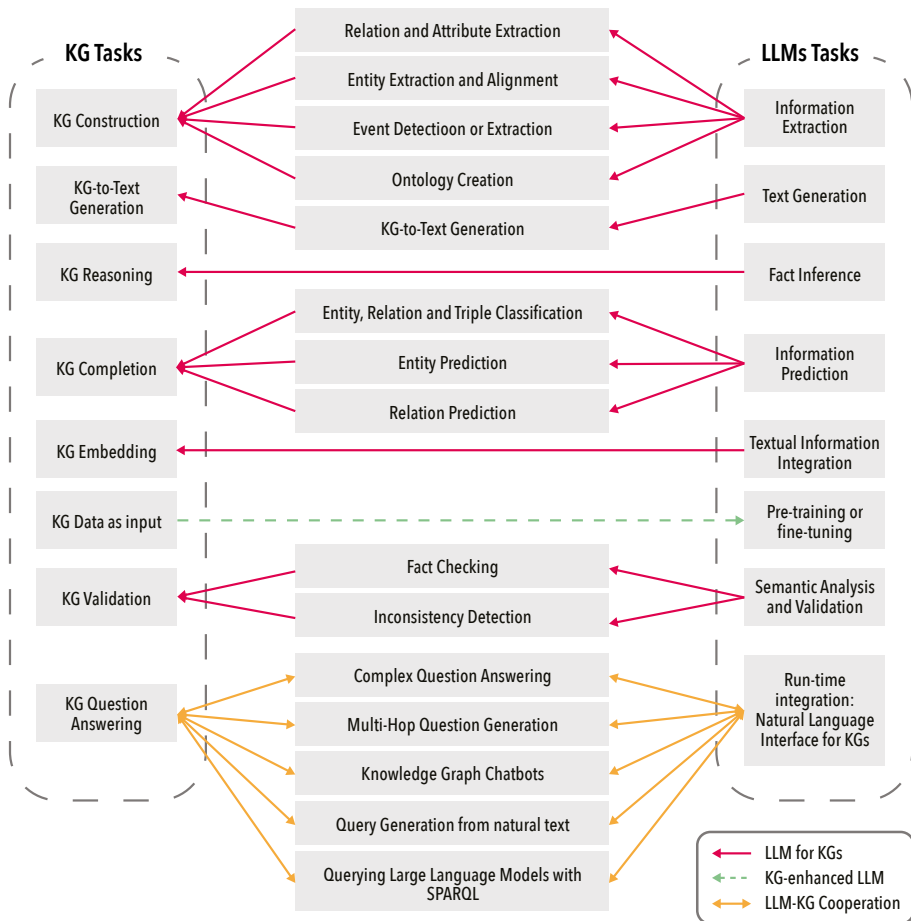 KG Tasks
KG Construction
KG-to-Text
Generation
KG Reasoning
KG Completion
KG Embedding
KG Data as input
KG Validation
KG Question
Answering
Relation and Attribute Extraction
Entity Extraction and Alignment
Event Detectioon or Extraction
Ontology Creation
KG-to-Text Generation
Entity, Relation and Triple Classification
Entity Prediction
Relation Prediction
Fact Checking
Inconsistency Detection
Complex Question Answering
Multi-Hop Question Generation
Knowledge Graph Chatbots
Query Generation from natural text
Querying Large Language Models with
SPARQL
LLMs Tasks
Information
Extraction
Text Generation
Fact Inference
Information
Prediction
Textual Information
Integration
Pre-training or
fine-tuning
Semantic Analysis
and Validation
Run-time
integration:
Natural Language
Interface for KGs
LLM for KGs
KG-enhanced LLM
LLM-KG Cooperation